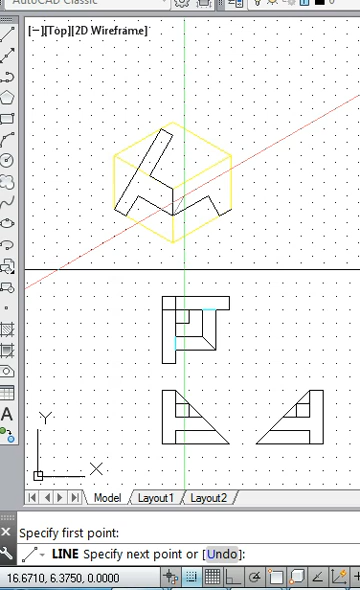 AutoCAD Classic
[−][Top][2D Wireframe]
A
Y
X
Model Layout1 Layout2
Specify first point:
LINE Specify next point or [Undo]:
16.6710, 6.3750, 0.0000